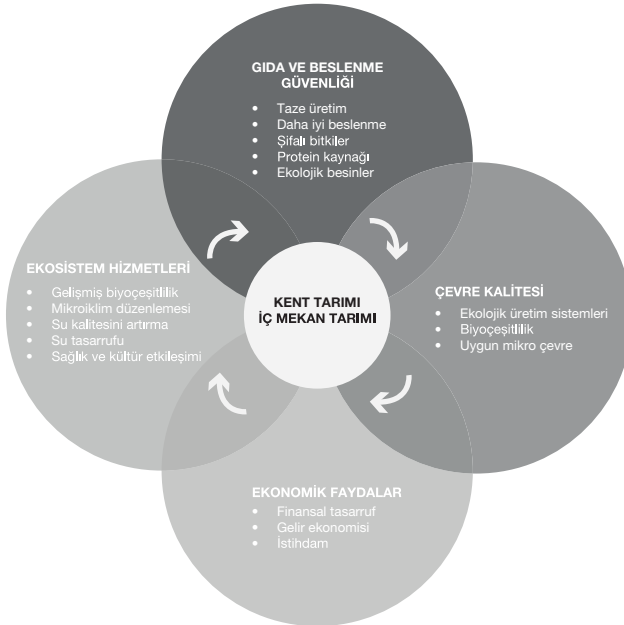 GIDA VE BESLENME
GÜVENLİĞİ
• Taze üretim
• Daha iyi beslenme
• Şifalı bitkiler
• Protein kaynağı
• Ekolojik besinler
EKOSİSTEM HİZMETLERİ
• Gelişmiş biyoçeşitlilik
• Mikroiklim düzenlemesi
• Su kalitesini artırma
• Su tasarrufu
• Sağlık ve kültür etkileşimi
KENT TARIMI
İÇ MEKAN TARIMI
ÇEVRE KALİTESİ
• Ekolojik üretim sistemleri
• Biyoçeşitlilik
• Uygun mikro çevre
EKONOMİK FAYDALAR
• Finansal tasarruf
• Gelir ekonomisi
• İstihdam